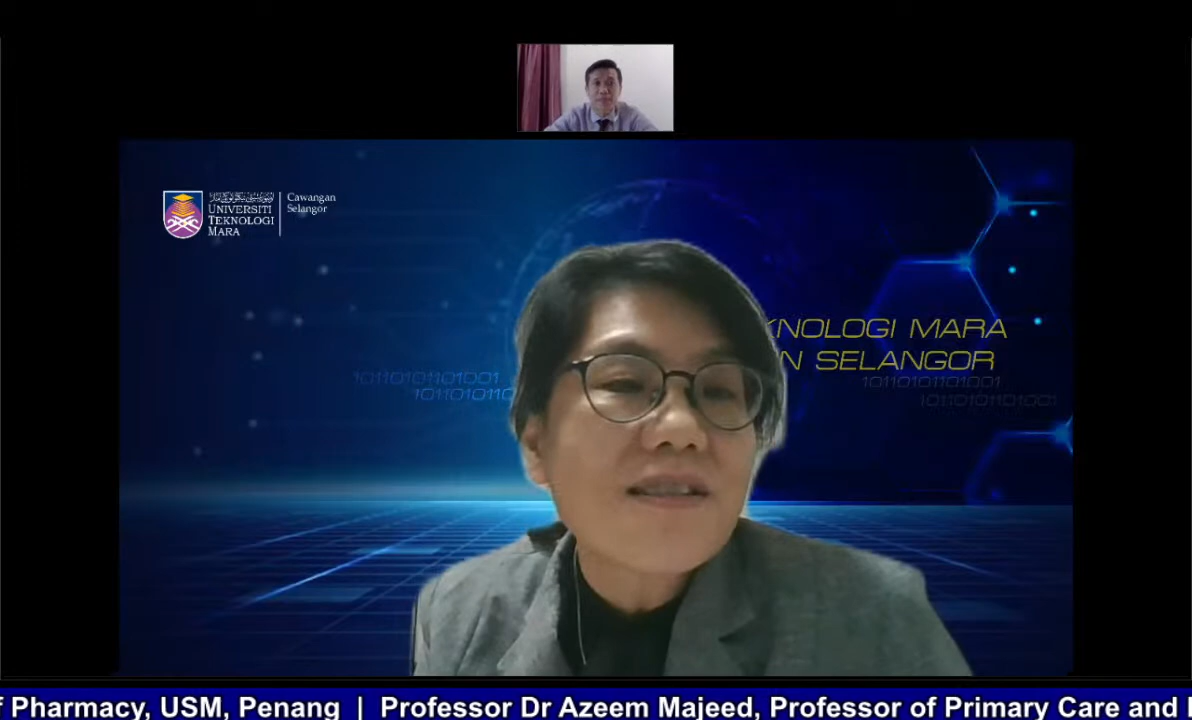 UNIVERSITI
TEKNOLOGI
MARA
Cawangan
Selangor
KNOLOGI MARA
N SELANGOR
101101011101001
Pharmacy, USM, Penang | Professor Dr Azeem Majeed, Professor of Primary Care and